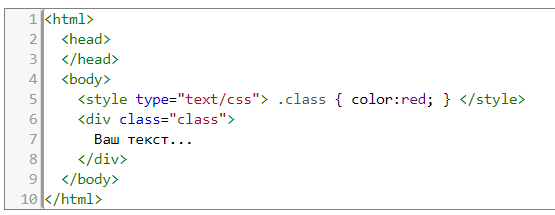 1 <html>
2 <head>
3 </head>
4 <body>
5 <style type="text/css"> .class { color:red; } </style>
6 <div class="class">
7 Ваш текст...
8 </div>
9 </body>
10 </html>